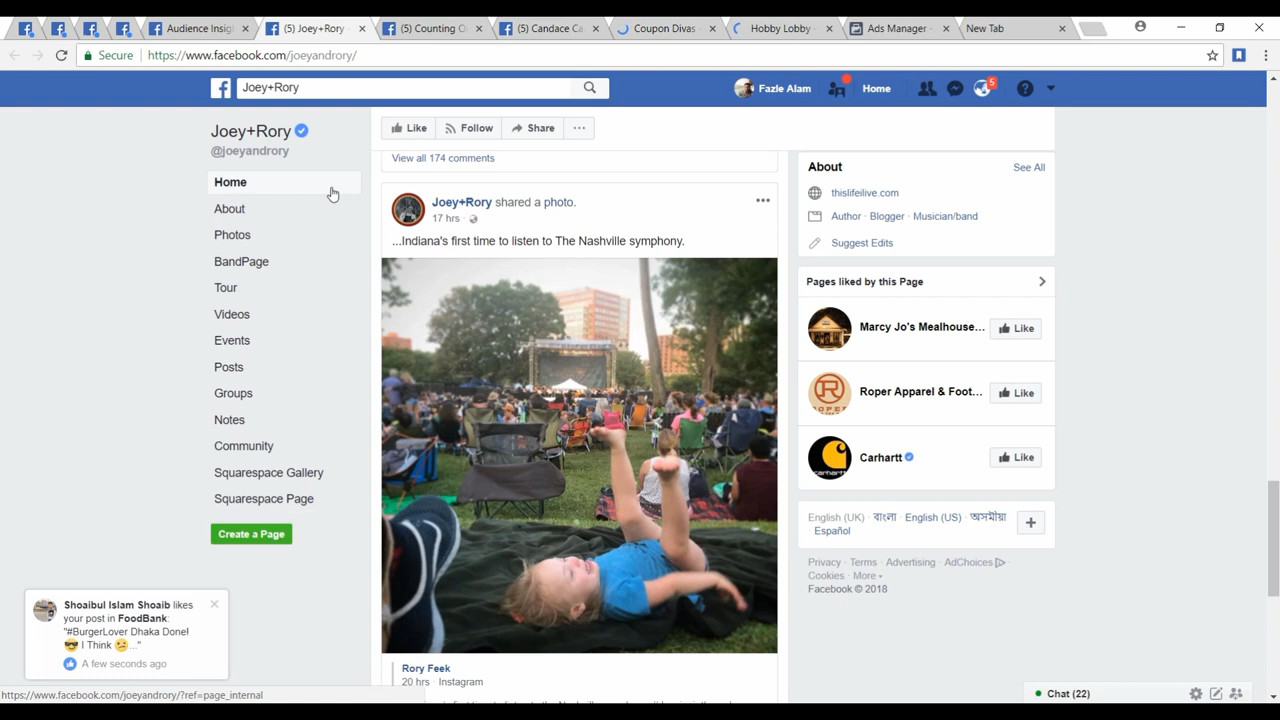 Audience Insig
(5) Joey+Rory -
(5) Counting O
(5) Candace Ca
Coupon Divas
Hobby Lobby -
Ads Manager -
New Tab
Secure
https://www.facebook.com/joeyandrory/
Joey+Rory
Fazle Alam
Home
5
Joey+Rory
@joeyandrory
Home
About
Photos
BandPage
Tour
Videos
Events
Posts
Groups
Notes
Community
Squarespace Gallery
Squarespace Page
Create a Page
Like
Follow
Share
View all 174 comments
Joey+Rory shared a photo.
17 hrs ·
...Indiana's first time to listen to The Nashville symphony.
Rory Feek
20 hrs · Instagram
About
See All
thislifeilive.com
Author · Blogger · Musician/band
Suggest Edits
Pages liked by this Page
Marcy Jo's Mealhouse...
Like
Roper Apparel & Foot...
Like
Carhartt
Like
English (UK) · বাংলা · English (US) · অসমীয়া
· Español
Privacy · Terms · Advertising · AdChoices ·
Cookies · More
Facebook © 2018
Shoaibul Islam Shoaib likes
your post in FoodBank:
"#BurgerLover Dhaka Done!
😎 I Think 😕..."
A few seconds ago
https://www.facebook.com/joeyandrory/?ref=page_internal
Chat (22)